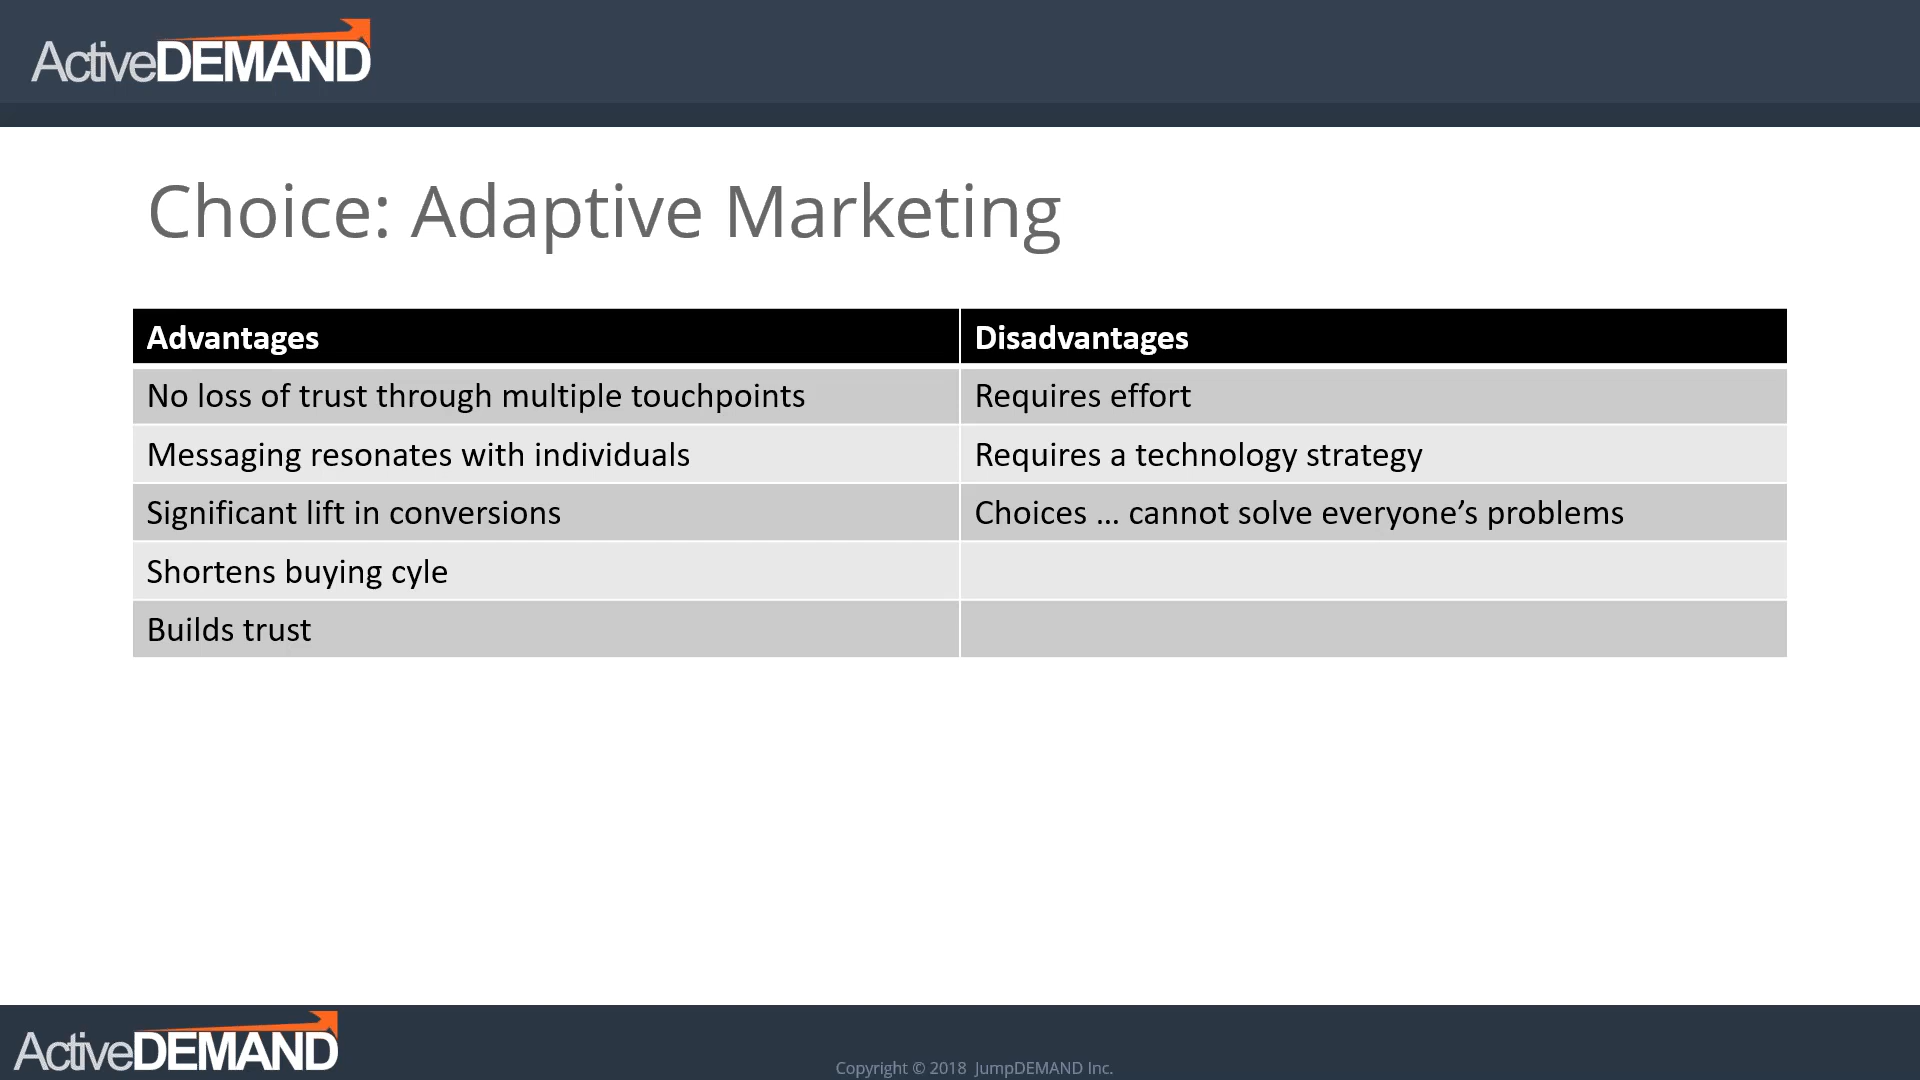 ActiveDEMAND
Choice: Adaptive Marketing
Advantages
Disadvantages
No loss of trust through multiple touchpoints
Requires effort
Messaging resonates with individuals
Requires a technology strategy
Significant lift in conversions
Choices ... cannot solve everyone’s problems
Shortens buying cyle
Builds trust
ActiveDEMAND
Copyright © 2018 JumpDEMAND Inc.